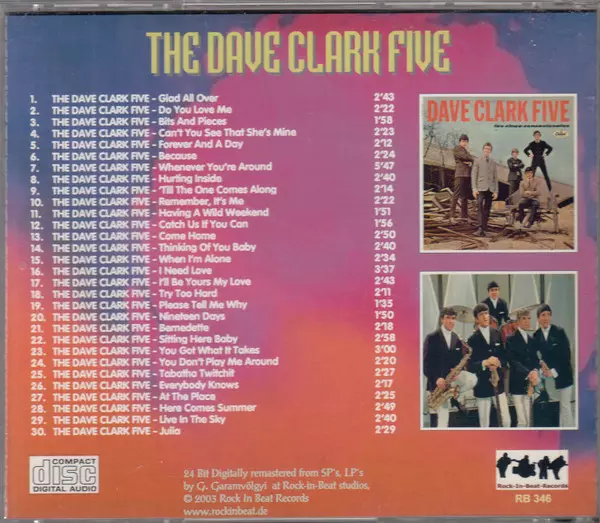 THE DAVE CLARK FIVE
1. THE DAVE CLARK FIVE - Glad All Over 2'43
2. THE DAVE CLARK FIVE - Do You Love Me 2'22
3. THE DAVE CLARK FIVE - Bits And Pieces 1'58
4. THE DAVE CLARK FIVE - Can't You See That She's Mine 2'23
5. THE DAVE CLARK FIVE - Forever And A Day 2'12
6. THE DAVE CLARK FIVE - Because 2'24
7. THE DAVE CLARK FIVE - Whenever You're Around 5'47
8. THE DAVE CLARK FIVE - Hurting Inside 2'40
9. THE DAVE CLARK FIVE - 'Till The One Comes Along 2'14
10. THE DAVE CLARK FIVE - Remember, It's Me 2'22
11. THE DAVE CLARK FIVE - Having A Wild Weekend 1'51
12. THE DAVE CLARK FIVE - Catch Us If You Can 1'56
13. THE DAVE CLARK FIVE - Come Home 2'50
14. THE DAVE CLARK FIVE - Thinking Of You Baby 2'40
15. THE DAVE CLARK FIVE - When I'm Alone 2'34
16. THE DAVE CLARK FIVE - I Need Love 3'37
17. THE DAVE CLARK FIVE - I'll Be Yours My Love 2'43
18. THE DAVE CLARK FIVE - Try Too Hard 2'11
19. THE DAVE CLARK FIVE - Please Tell Me Why 1'35
20. THE DAVE CLARK FIVE - Nineteen Days 1'50
21. THE DAVE CLARK FIVE - Bernedette 2'18
22. THE DAVE CLARK FIVE - Sitting Here Baby 2'58
23. THE DAVE CLARK FIVE - You Got What It Takes 3'00
24. THE DAVE CLARK FIVE - You Don't Play Me Around 2'20
25. THE DAVE CLARK FIVE - Tabatta Twitchit 2'27
26. THE DAVE CLARK FIVE - Everybody Knows 2'17
27. THE DAVE CLARK FIVE - At The Place 2'25
28. THE DAVE CLARK FIVE - Here Comes Summer 2'49
29. THE DAVE CLARK FIVE - Live In The Sky 2'40
30. THE DAVE CLARK FIVE - Julia 2'29
DAVE CLARK FIVE
COMPACT
disc
DIGITAL AUDIO
24 Bit Digitally remastered from SP's, LP's
by G. Garamvölgyi at Rock-in-Beat studios,
© 2003 Rock In Beat Records
www.rockinbeat.de
Rock-In-Beat-Records
RB 346